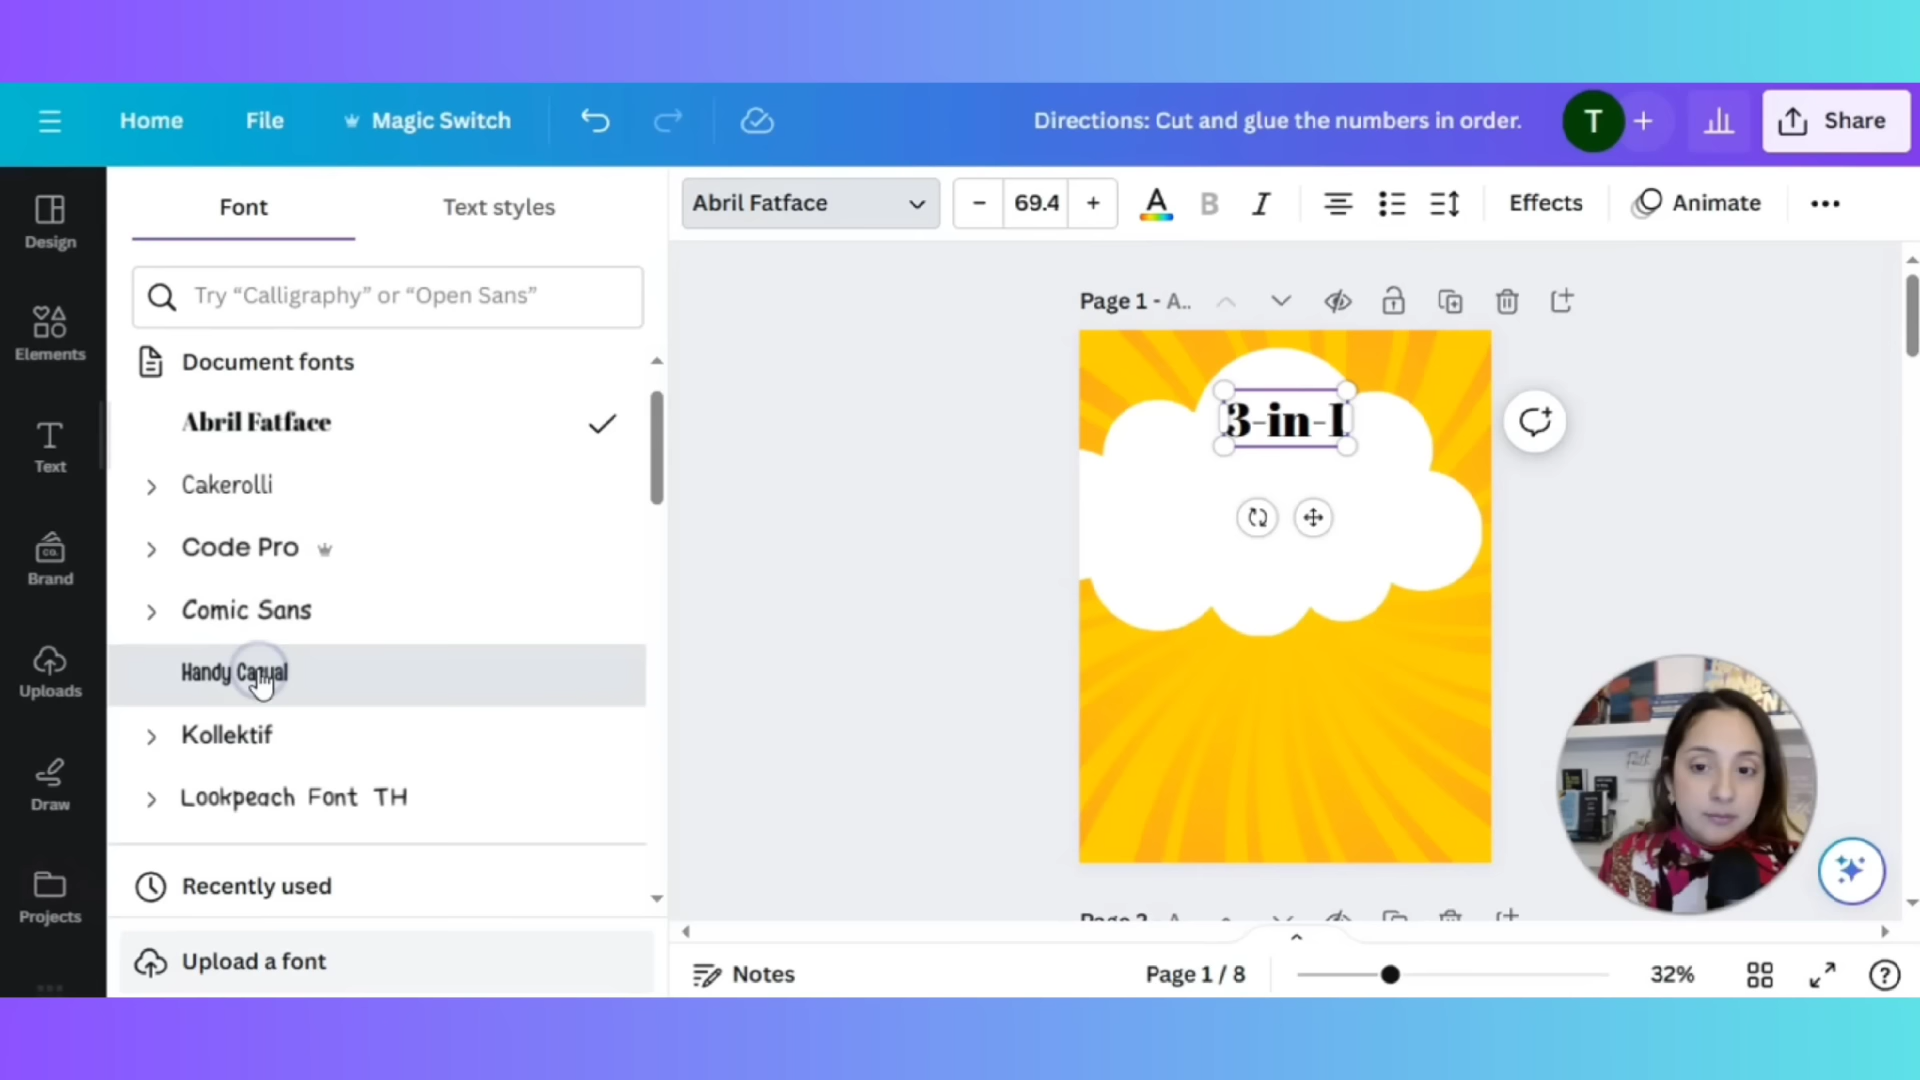 Home
File
Magic Switch
Directions: Cut and glue the numbers in order.
T
Share
Design
Elements
Text
Brand
Uploads
Draw
Projects
Font
Text styles
Try “Calligraphy” or “Open Sans”
Document fonts
Abril Fatface
Cakerolli
Code Pro
Comic Sans
Handy Casual
Kollektif
Lookpeach Font TH
Recently used
Upload a font
Abril Fatface
- 69.4 +
A B I
Effects
Animate
Page 1 - A..
3-in-1
Page 2
Notes
Page 1 / 8
32%
CO.